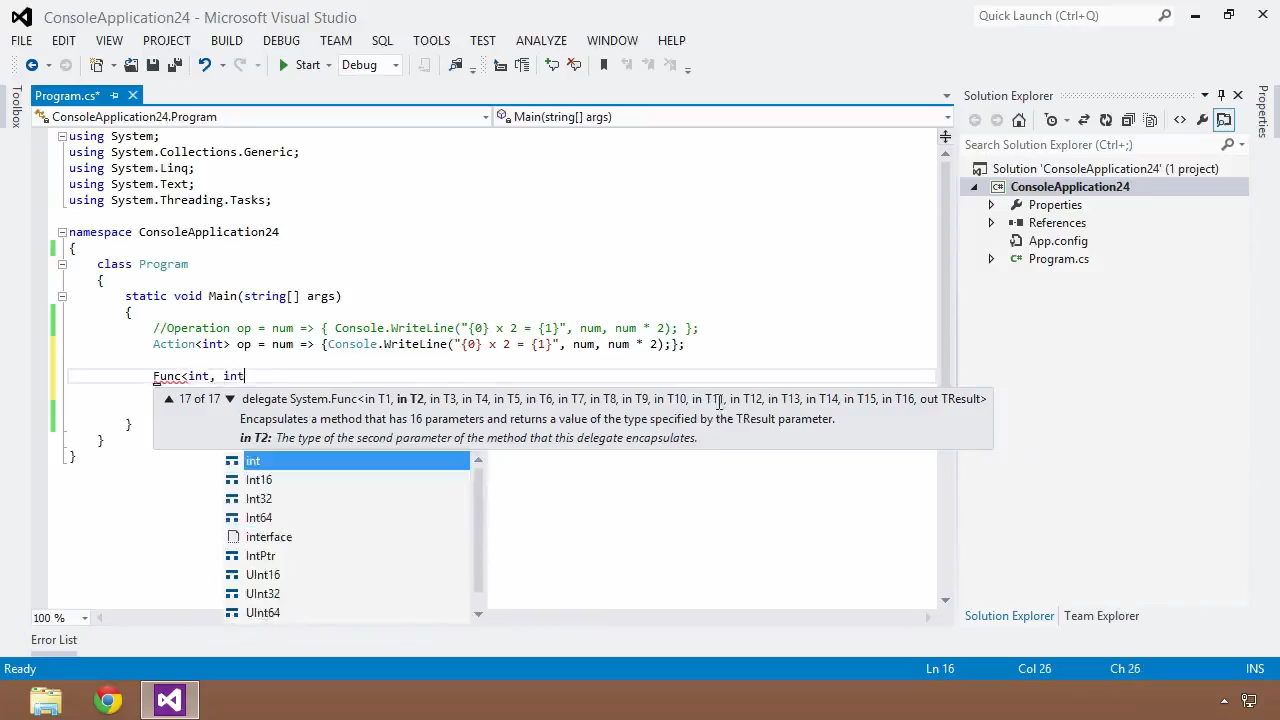 ConsoleApplication24 - Microsoft Visual Studio
Quick Launch (Ctrl+Q)
FILE EDIT VIEW PROJECT BUILD DEBUG TEAM SQL TOOLS TEST ANALYZE WINDOW HELP
Start Debug
Toolbox
Program.cs*
ConsoleApplication24.Program
Main(string[] args)
using System;
using System.Collections.Generic;
using System.Linq;
using System.Text;
using System.Threading.Tasks;
namespace ConsoleApplication24
{
class Program
{
static void Main(string[] args)
{
//Operation op = num => { Console.WriteLine("{0} x 2 = {1}", num, num * 2); };
Action<int> op = num => {Console.WriteLine("{0} x 2 = {1}", num, num * 2);};
Func<int, int
17 of 17 delegate System.Func<in T1, in T2, in T3, in T4, in T5, in T6, in T7, in T8, in T9, in T10, in T11, in T12, in T13, in T14, in T15, in T16, out TResult>
Encapsulates a method that has 16 parameters and returns a value of the type specified by the TResult parameter.
in T2: The type of the second parameter of the method that this delegate encapsulates.
}
}
}
int
Int16
Int32
Int64
interface
IntPtr
UInt16
UInt32
UInt64
100 %
Solution Explorer
Search Solution Explorer (Ctrl+;)
Solution 'ConsoleApplication24' (1 project)
C# ConsoleApplication24
Properties
References
App.config
C# Program.cs
Solution Explorer Team Explorer
Properties
Error List
Ready Ln 16 Col 26 Ch 26 INS